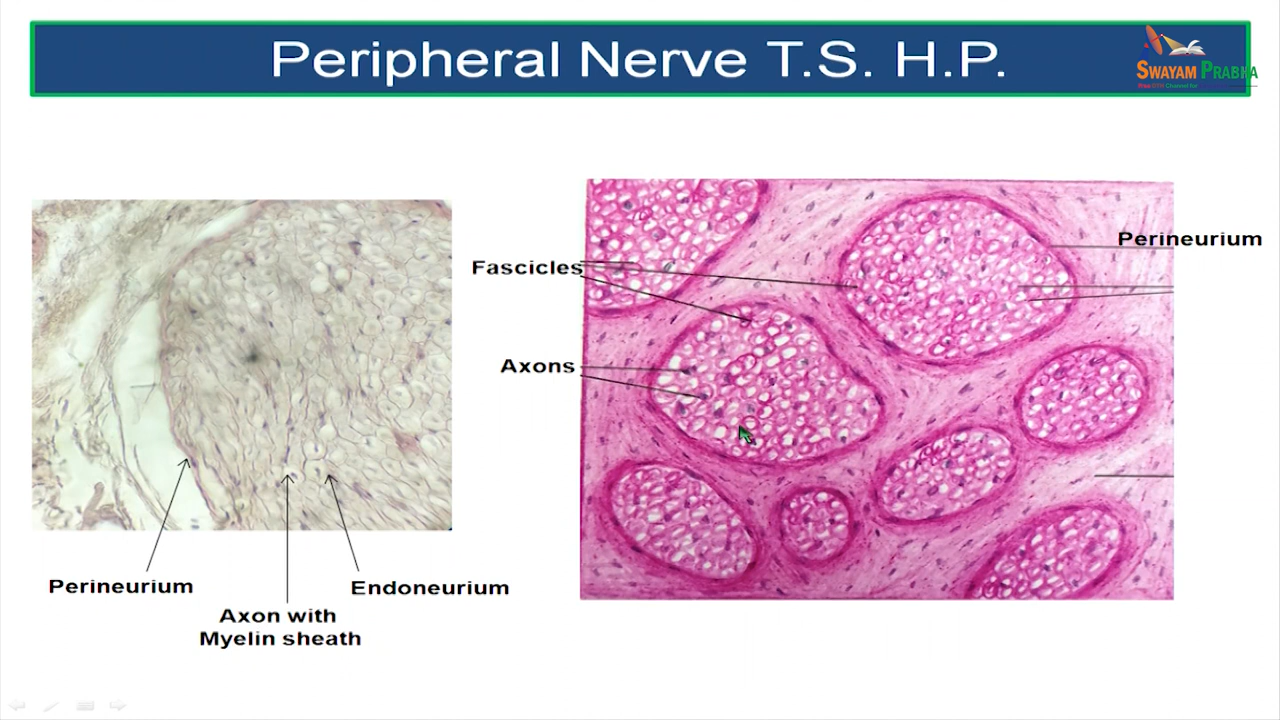 Peripheral Nerve T.S. H.P.
SWAYAM PRABHA
Perineurium
Fascicles
Axons
Perineurium
Endoneurium
Axon with
Myelin sheath